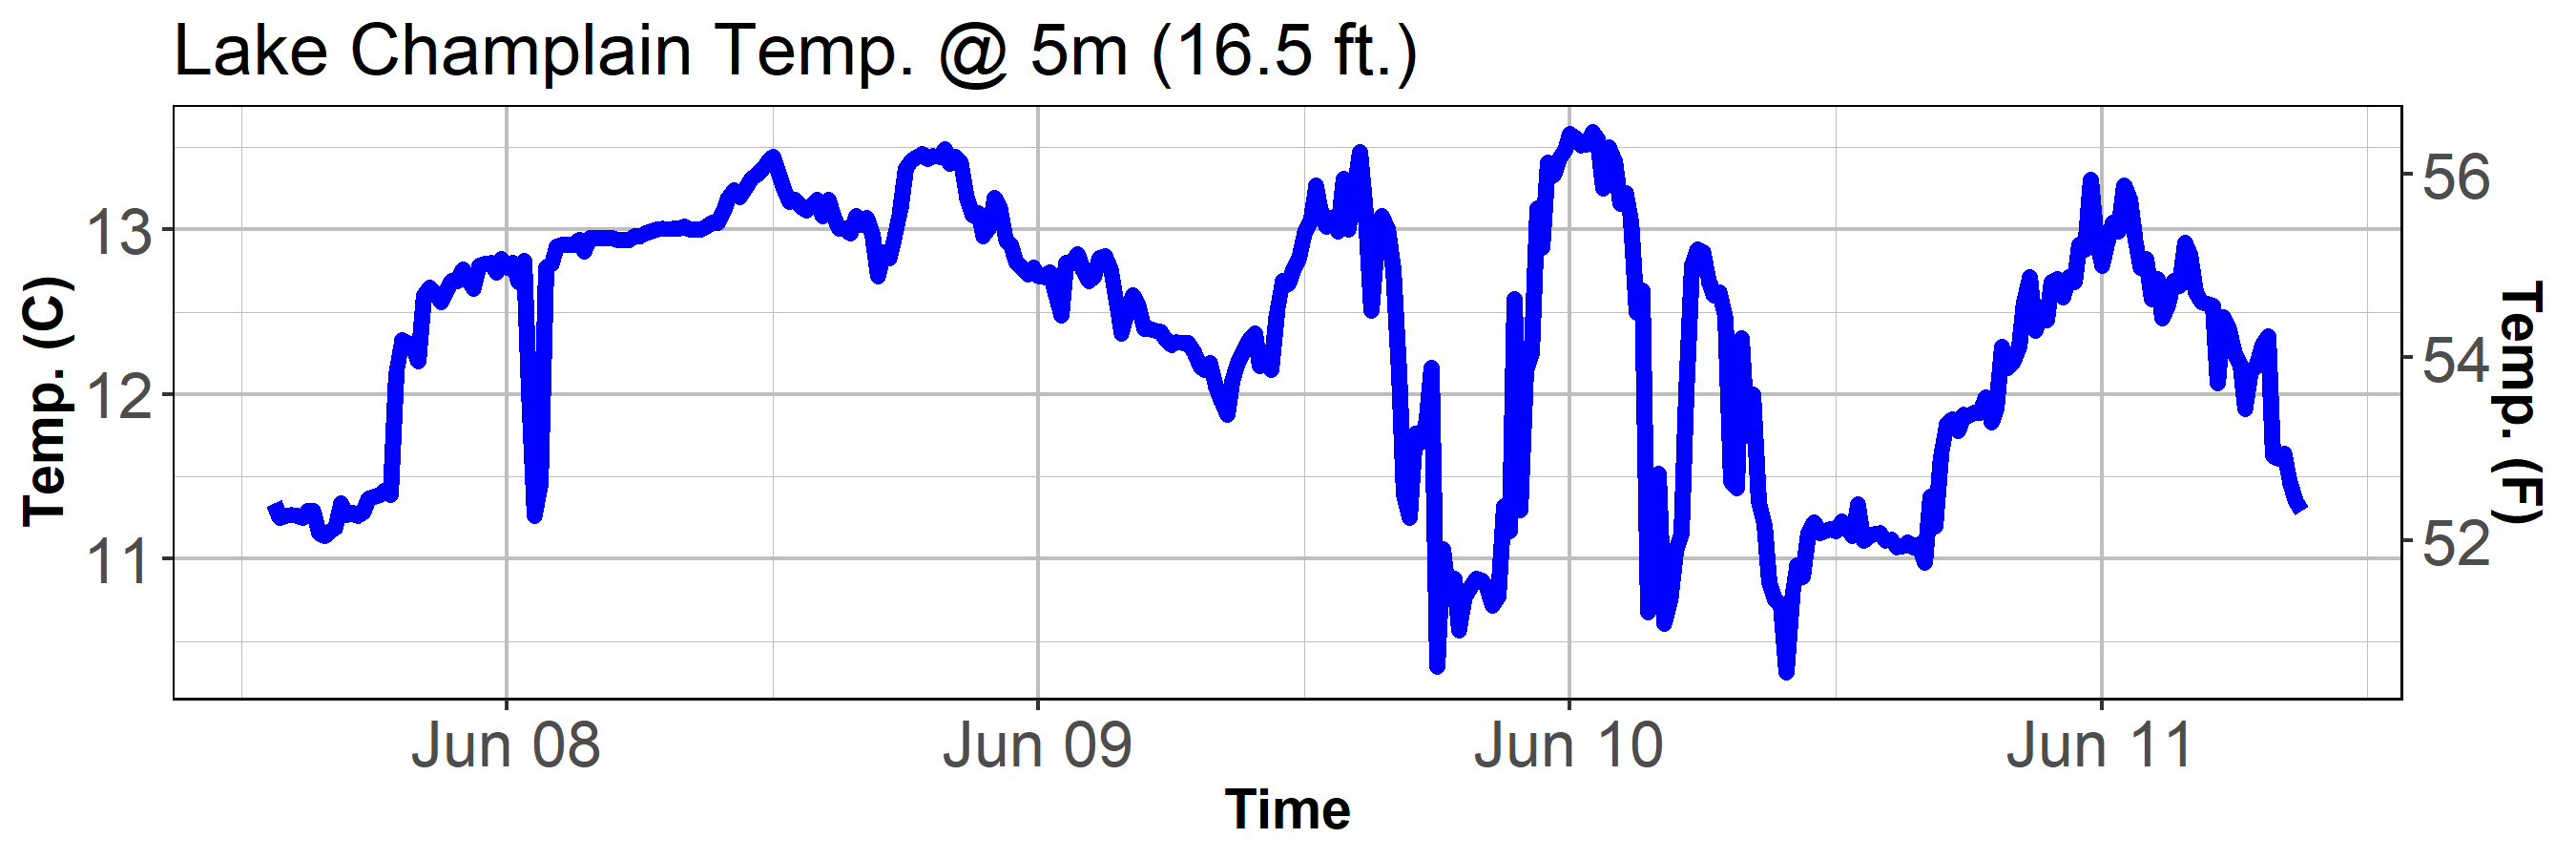 Lake Champlain Temp. @ 5m (16.5 ft.)
Temp. (C)
13
12
11
56
54
52
Temp. (F)
Jun 08 Jun 09 Jun 10 Jun 11
Time